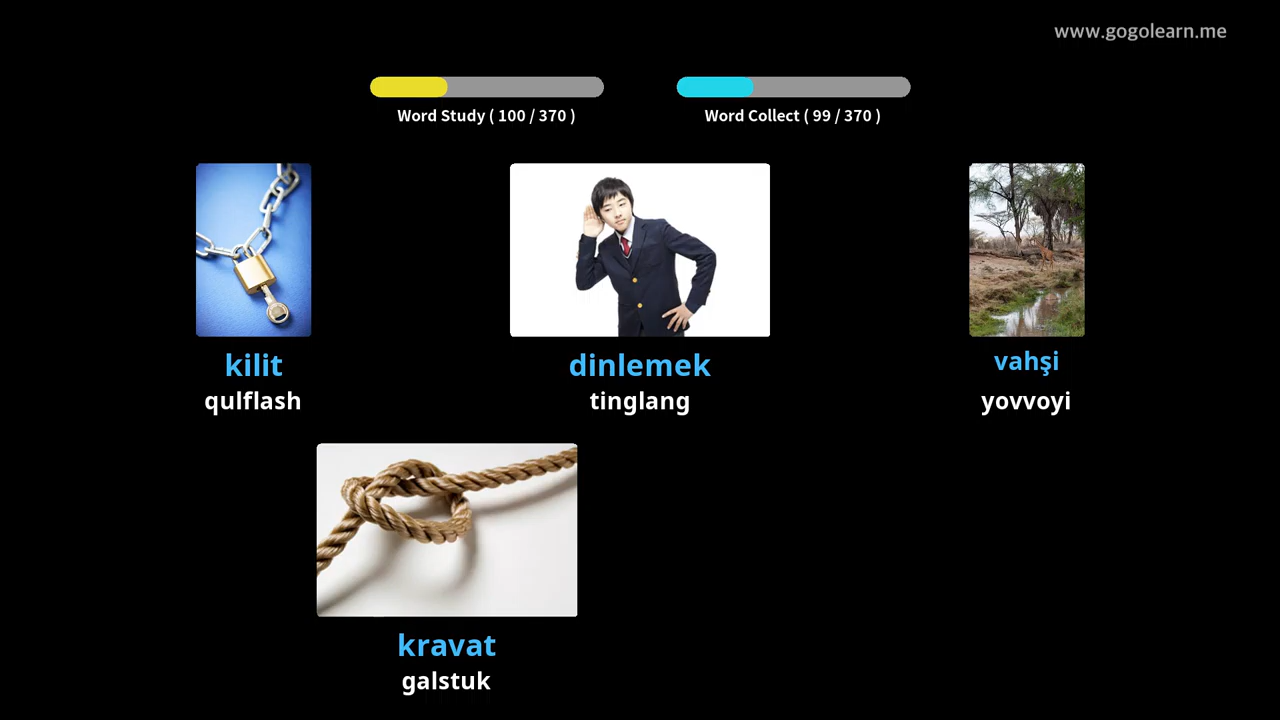 www.gogolearn.me
Word Study ( 100 / 370 )
Word Collect ( 99 / 370 )
kilit
qulflash
dinlemek
tinglang
vahşi
yovvoyi
kravat
galstuk